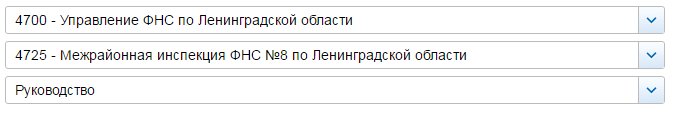 4700 - Управление ФНС по Ленинградской области
4725 - Межрайонная инспекция ФНС №8 по Ленинградской области
Руководство